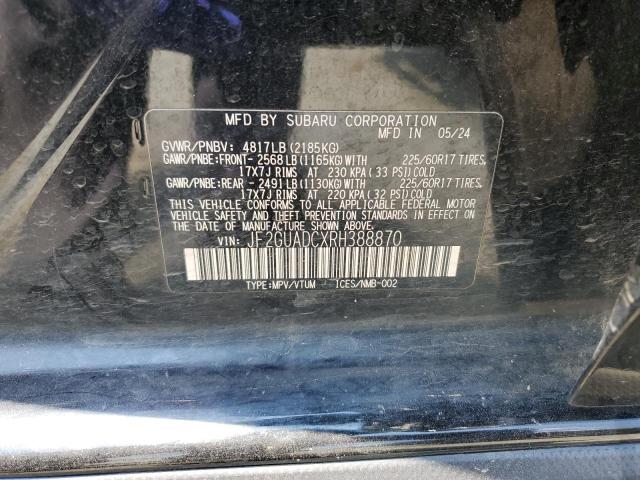 MFD BY SUBARU CORPORATION
MFD IN 05/24
GVWR/PNBV: 4817LB(2185KG)
GAWR/PNBE:FRONT- 2568LB(1165KG)WITH 225/60R17 TIRES,
17X7J RIMS AT 230 KPA(33 PSI)COLD
GAWR/PNBE:REAR - 2491LB(1130KG)WITH 225/60R17 TIRES,
17X7J RIMS AT 220 KPA(32 PSI)COLD
THIS VEHICLE CONFORMS TO ALL APPLICABLE FEDERAL MOTOR
VEHICLE SAFETY AND THEFT PREVENTION STANDARDS IN EFFECT
ON THE DATE OF MANUFACTURE SHOWN ABOVE.
VIN: JF2GUADCXRH388870
TYPE:MPV/VTUM ICES/NMB-002